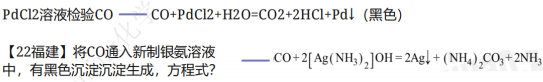 PdCl2溶液检验CO —— CO+PdCl2+H2O=CO2+2HCl+Pd↓（黑色）
【22福建】将CO通入新制银氨溶液 —— CO+2[Ag(NH₃)₂]OH=2Ag↓+(NH₄)₂CO₃+2NH₃
中，有黑色沉淀沉淀生成，方程式？